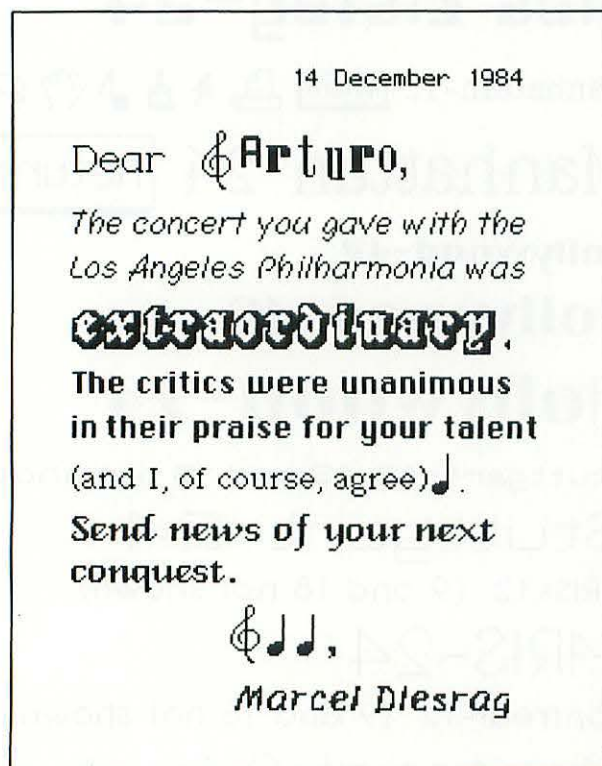 14 December 1984
Dear Arturo,
The concert you gave with the
Los Angeles Philharmonia was
extraordinary.
The critics were unanimous
in their praise for your talent
(and I, of course, agree).
Send news of your next
conquest.
,
Marcel Dlesrag